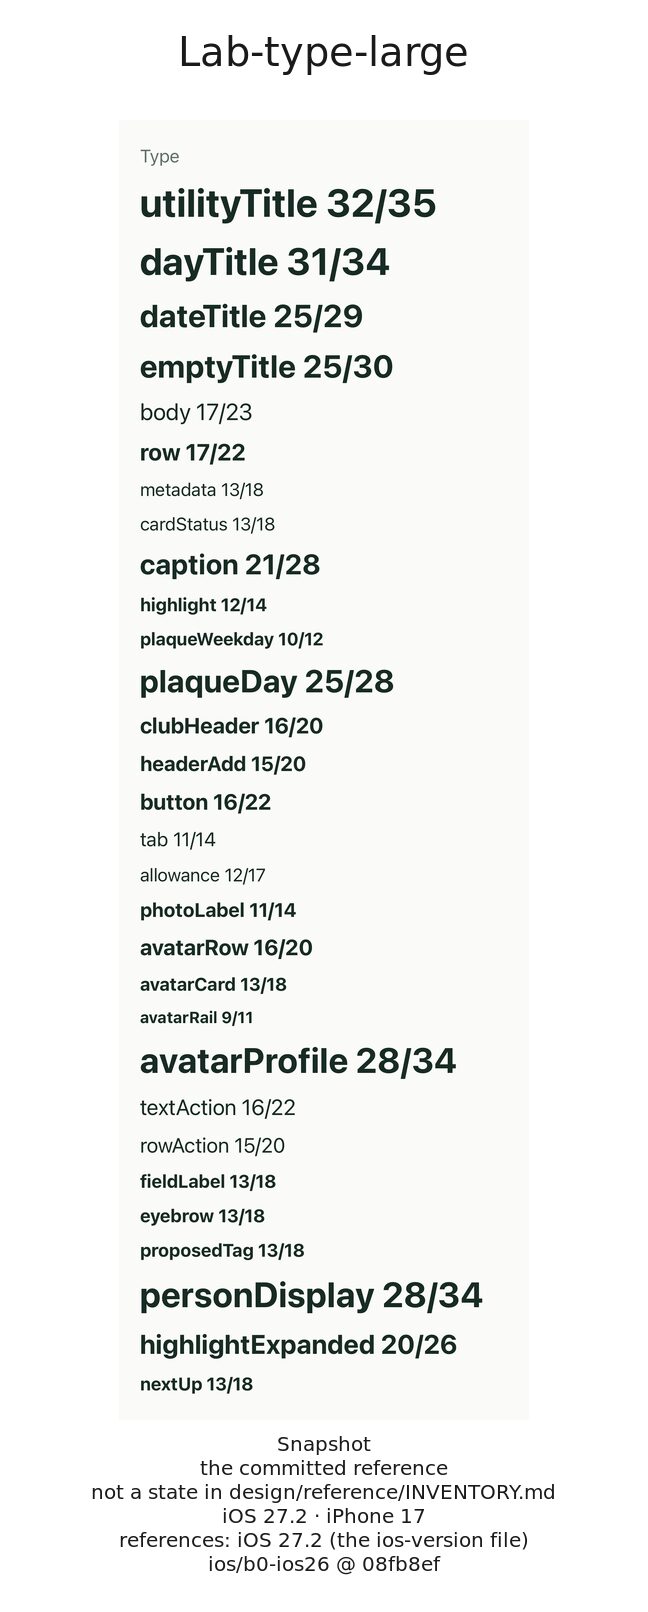 Lab-type-large
Type
utilityTitle 32/35
dayTitle 31/34
dateTitle 25/29
emptyTitle 25/30
body 17/23
row 17/22
metadata 13/18
cardStatus 13/18
caption 21/28
highlight 12/14
plaqueWeekday 10/12
plaqueDay 25/28
clubHeader 16/20
headerAdd 15/20
button 16/22
tab 11/14
allowance 12/17
photoLabel 11/14
avatarRow 16/20
avatarCard 13/18
avatarRail 9/11
avatarProfile 28/34
textAction 16/22
rowAction 15/20
fieldLabel 13/18
eyebrow 13/18
proposedTag 13/18
personDisplay 28/34
highlightExpanded 20/26
nextUp 13/18
Snapshot
the committed reference
not a state in design/reference/INVENTORY.md
iOS 27.2 · iPhone 17
references: iOS 27.2 (the ios-version file)
ios/b0-ios26 @ 08fb8ef